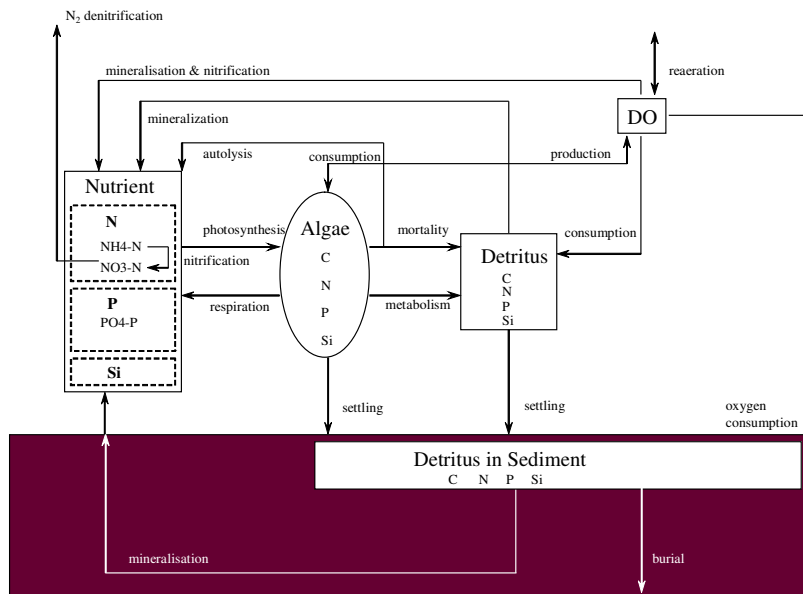 N₂ denitrification
mineralisation & nitrification
reaeration
mineralization
DO
autolysis
consumption
production
Nutrient
N
NH4-N
NO3-N
photosynthesis
nitrification
Algae
C
N
P
Si
mortality
consumption
Detritus
C
N
P
Si
P
PO4-P
respiration
metabolism
Si
settling
settling
oxygen
consumption
Detritus in Sediment
C N P Si
mineralisation
burial